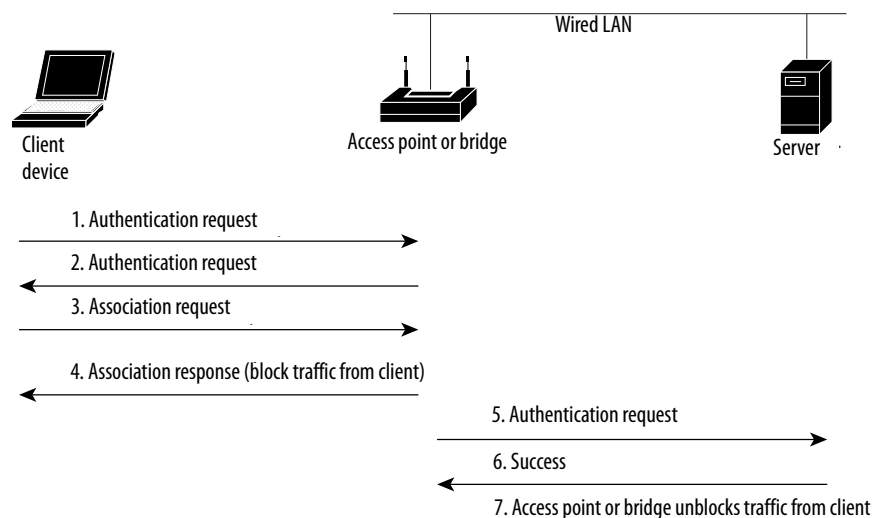 Wired LAN
Client
device
Access point or bridge
Server
1. Authentication request
2. Authentication request
3. Association request
4. Association response (block traffic from client)
5. Authentication request
6. Success
7. Access point or bridge unblocks traffic from client